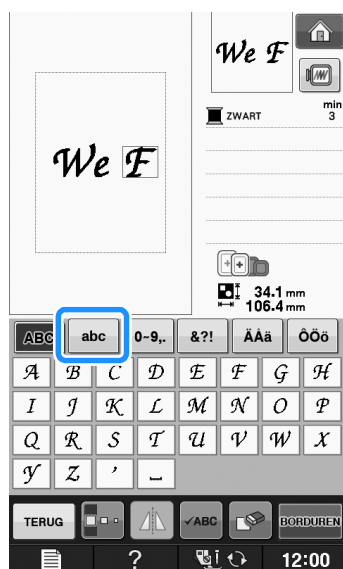 We F
We F
ZWART
min
3
34.1 mm
106.4 mm
ABC abc 0~9,. &?! ÄÅä ÔÖö
A B C D E F G H
I J K L M N O P
Q R S T U V W X
Y Z ' _
TERUG ✓ABC BORDUREN
? 12:00